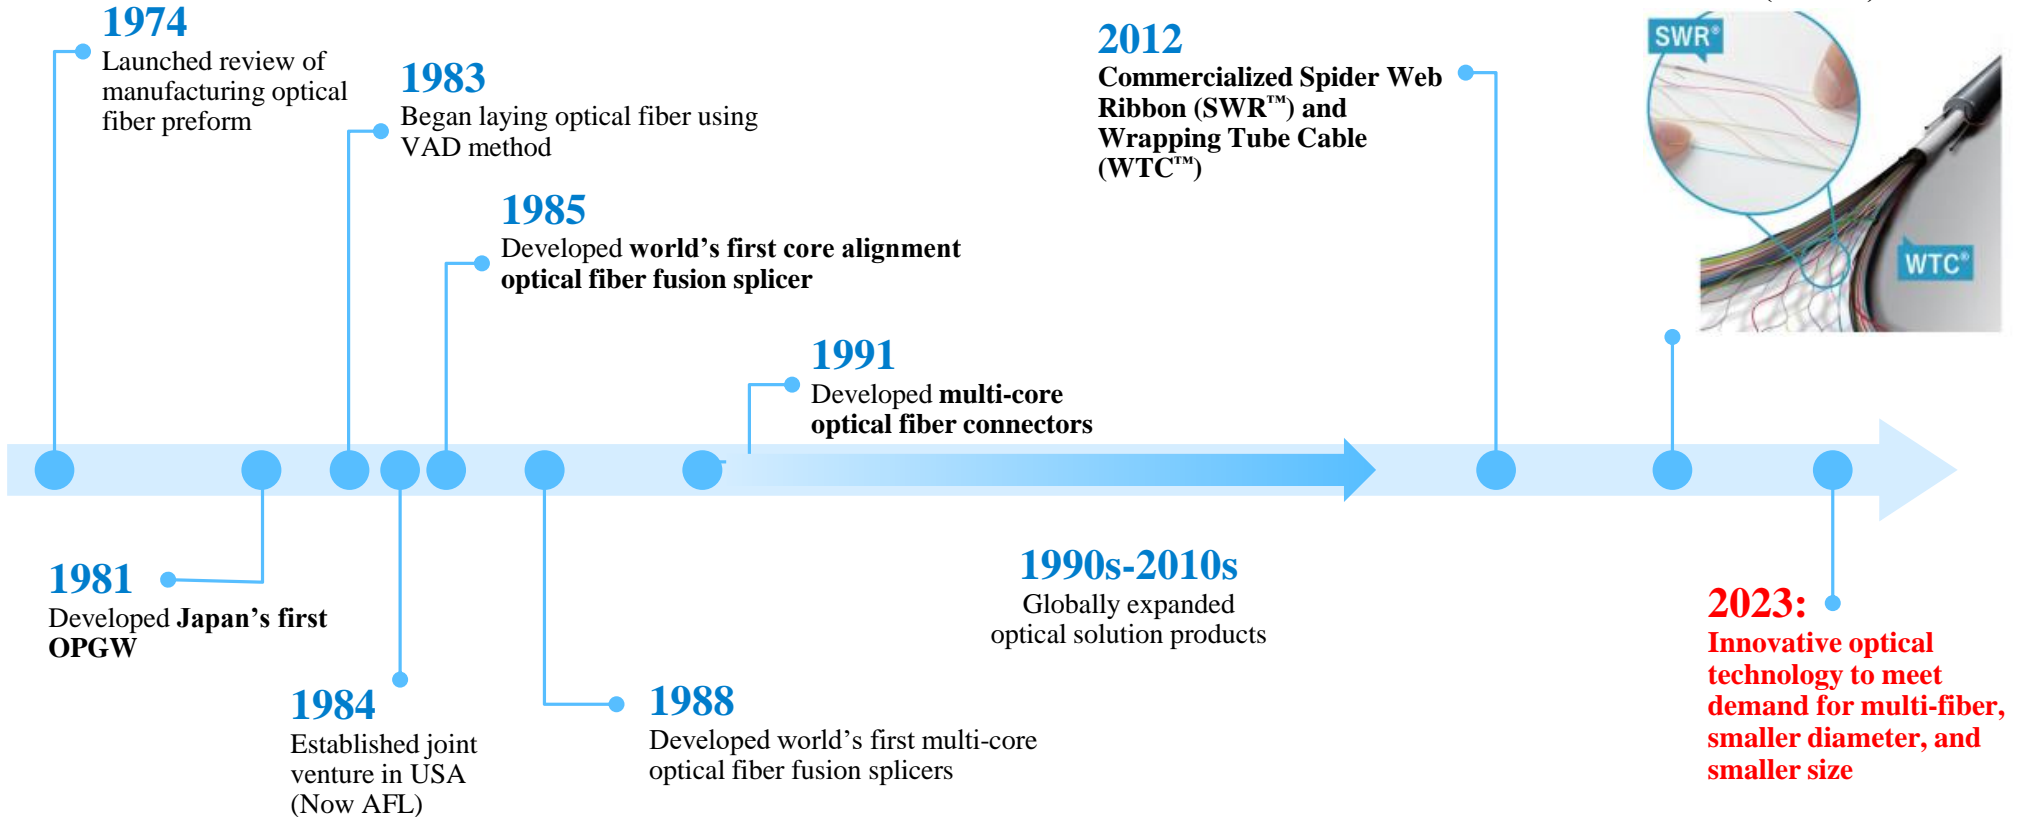 1974
Launched review of
manufacturing optical
fiber preform
1983
Began laying optical fiber using
VAD method
1985
Developed world's first core alignment
optical fiber fusion splicer
1991
Developed multi-core
optical fiber connectors
2012
Commercialized Spider Web
Ribbon (SWR™) and
Wrapping Tube Cable
(WTC™)
SWR®
WTC®
1981
Developed Japan's first
OPGW
1984
Established joint
venture in USA
(Now AFL)
1988
Developed world's first multi-core
optical fiber fusion splicers
1990s-2010s
Globally expanded
optical solution products
2023:
Innovative optical
technology to meet
demand for multi-fiber,
smaller diameter, and
smaller size